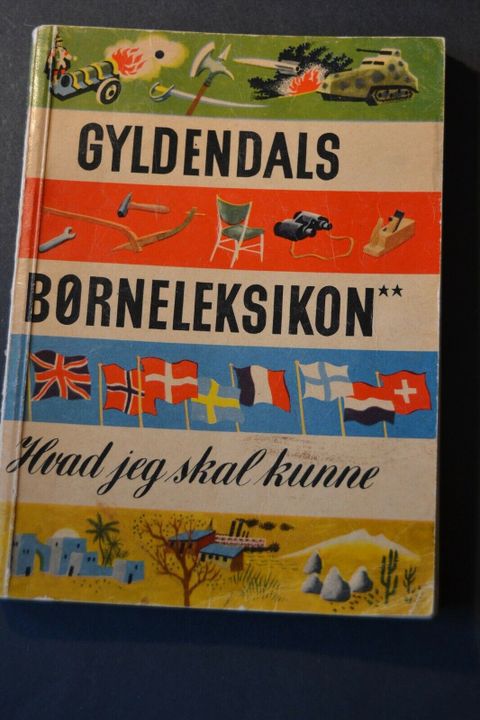 GYLDENDALS
BØRNELEKSIKON**
Hvad jeg skal kunne